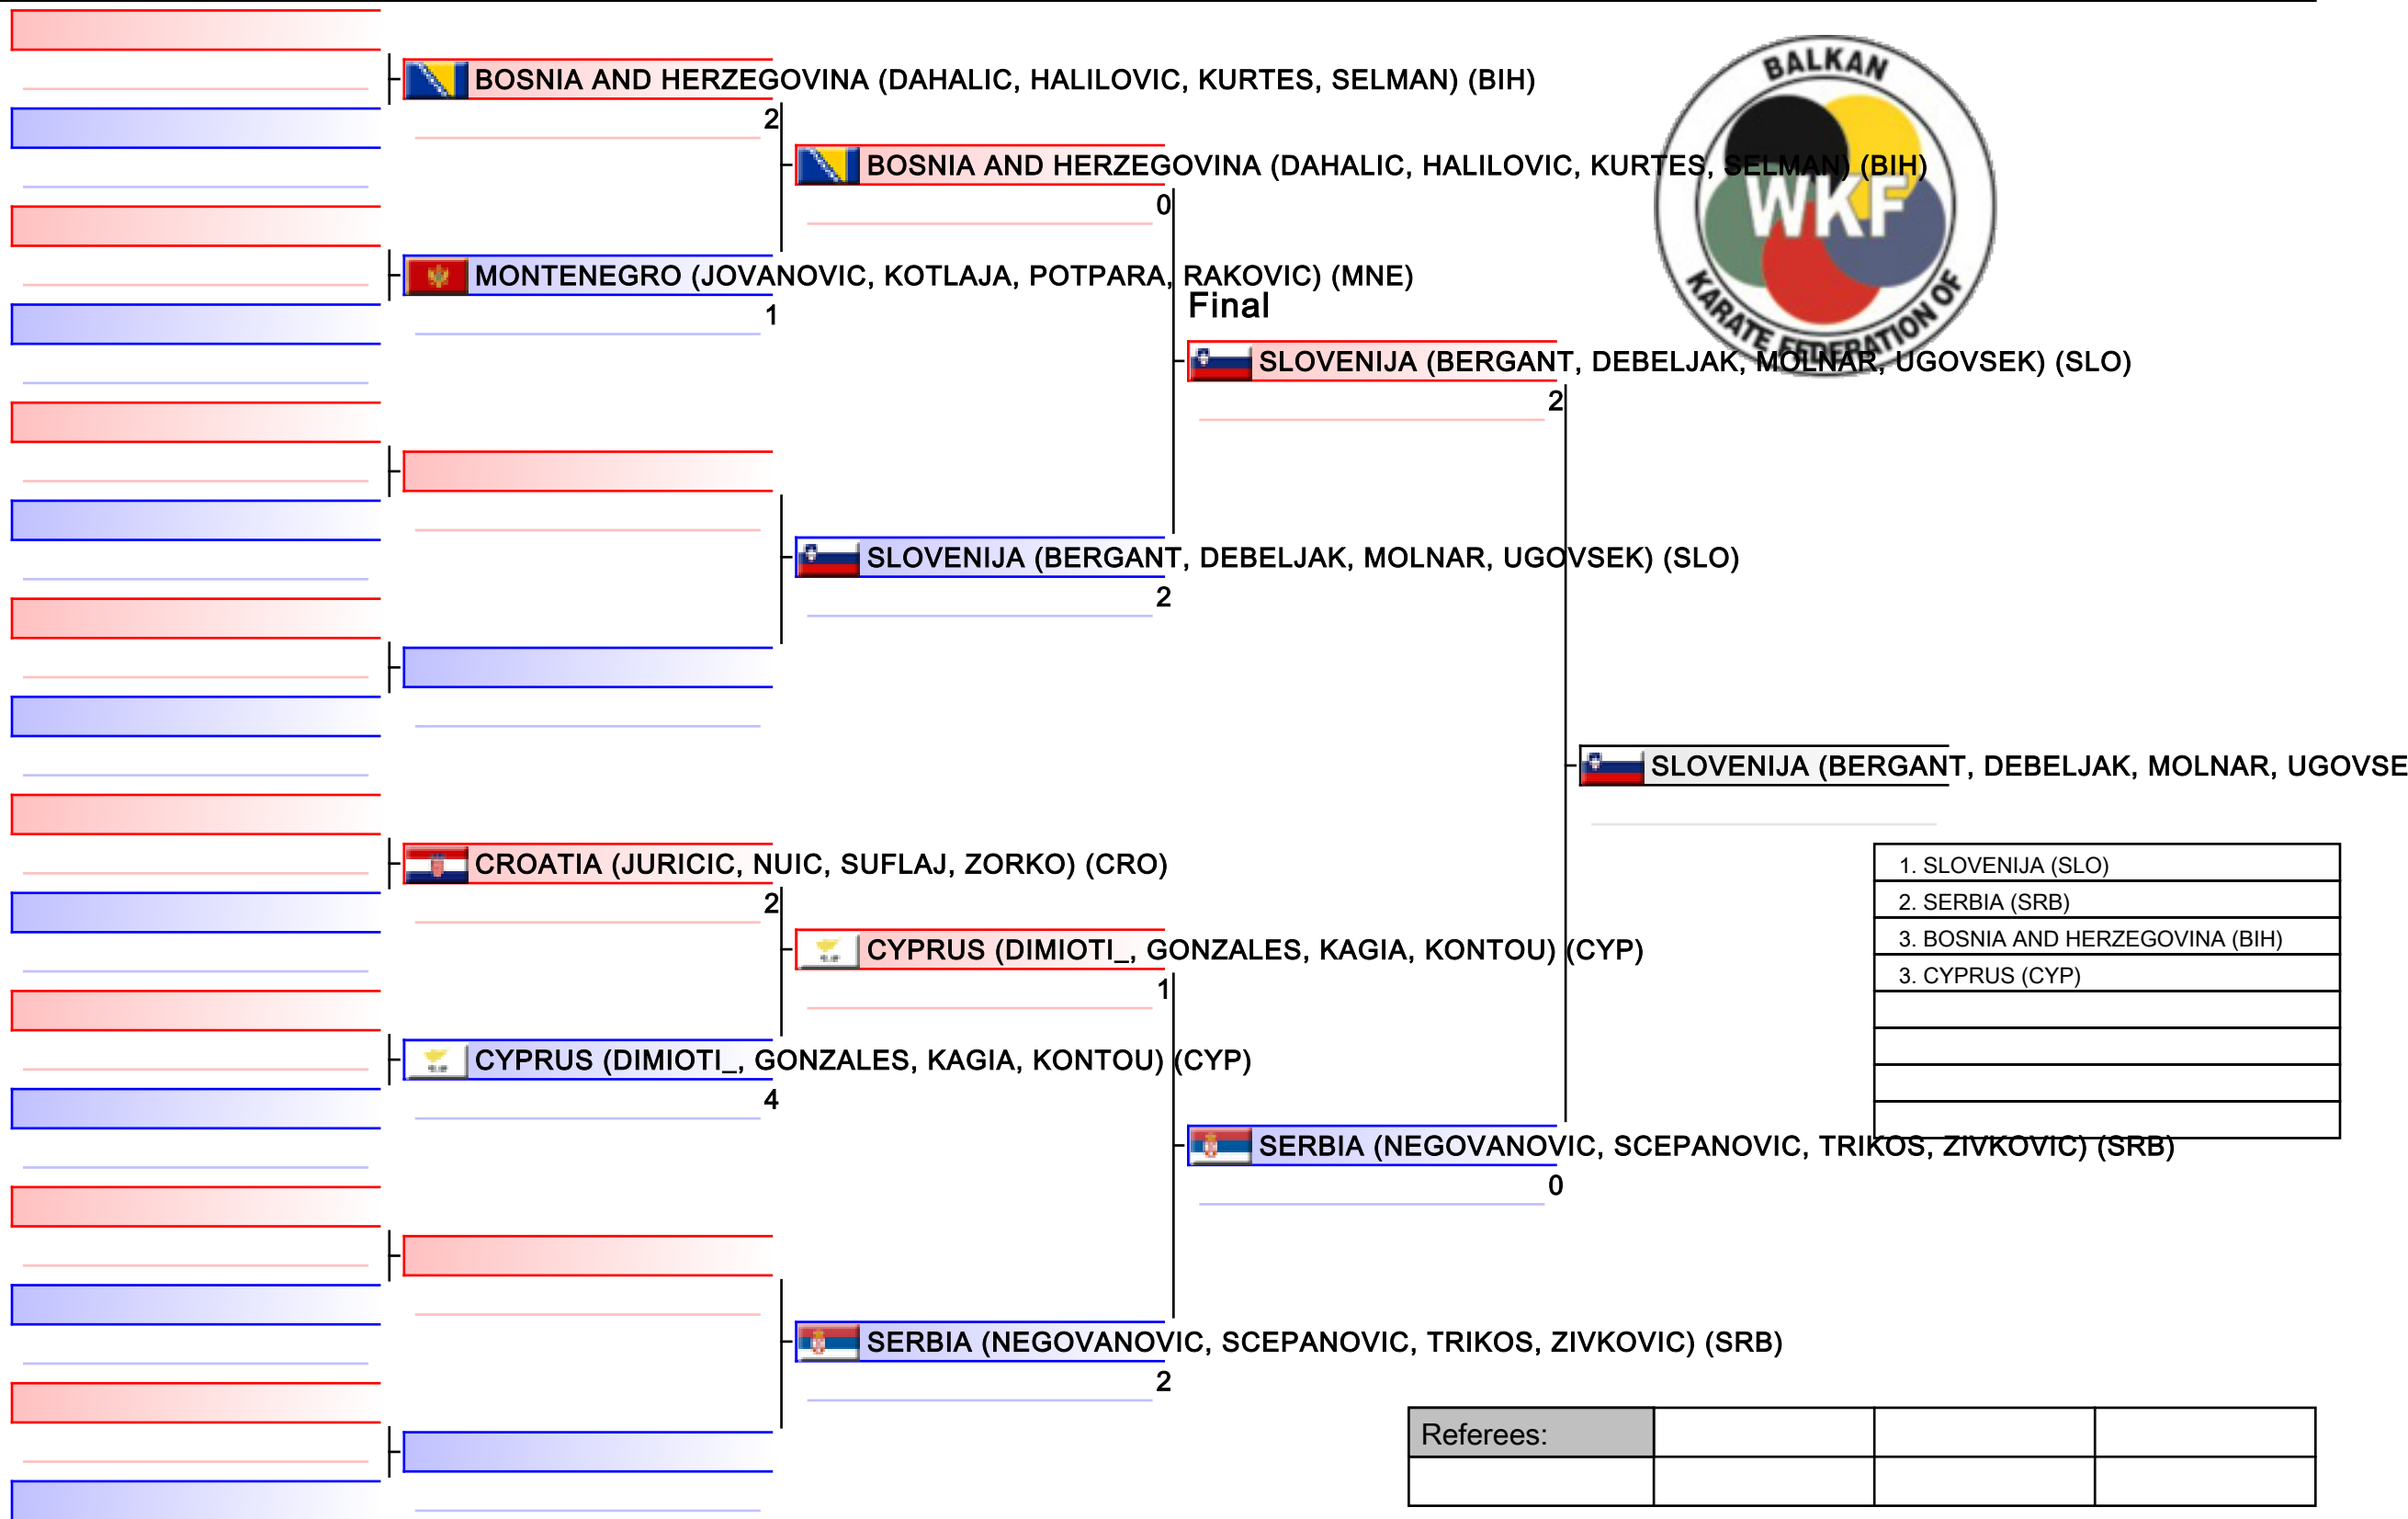 BOSNIA AND HERZEGOVINA (DAHALIC, HALILOVIC, KURTES, SELMAN) (BIH)
2
BOSNIA AND HERZEGOVINA (DAHALIC, HALILOVIC, KURTES, SELMAN) (BIH)
0
MONTENEGRO (JOVANOVIC, KOTLAJA, POTPARA, RAKOVIC) (MNE)
1
BALKAN
WKF
KARATE FEDERATION OF
Final
SLOVENIJA (BERGANT, DEBELJAK, MOLNAR, UGOVSEK) (SLO)
2
SLOVENIJA (BERGANT, DEBELJAK, MOLNAR, UGOVSEK) (SLO)
2
SLOVENIJA (BERGANT, DEBELJAK, MOLNAR, UGOVSE
CROATIA (JURICIC, NUIC, SUFLAJ, ZORKO) (CRO)
2
CYPRUS (DIMIOTI_, GONZALES, KAGIA, KONTOU) (CYP)
1
CYPRUS (DIMIOTI_, GONZALES, KAGIA, KONTOU) (CYP)
4
1. SLOVENIJA (SLO)
2. SERBIA (SRB)
3. BOSNIA AND HERZEGOVINA (BIH)
3. CYPRUS (CYP)
SERBIA (NEGOVANOVIC, SCEPANOVIC, TRIKOS, ZIVKOVIC) (SRB)
0
SERBIA (NEGOVANOVIC, SCEPANOVIC, TRIKOS, ZIVKOVIC) (SRB)
2
Referees: